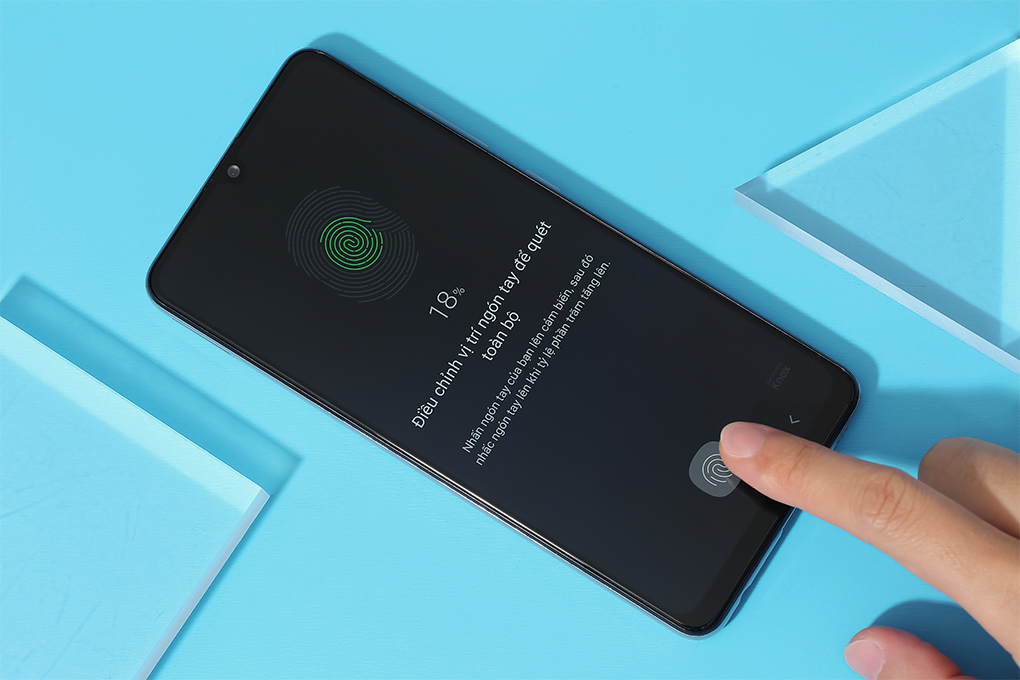 18%
Điều chỉnh vị trí ngón tay để quét
toàn bộ
Nhấn ngón tay của bạn lên cảm biến, sau đó
nhấc ngón tay lên khi tỷ lệ phần trăm tăng lên.
Knox